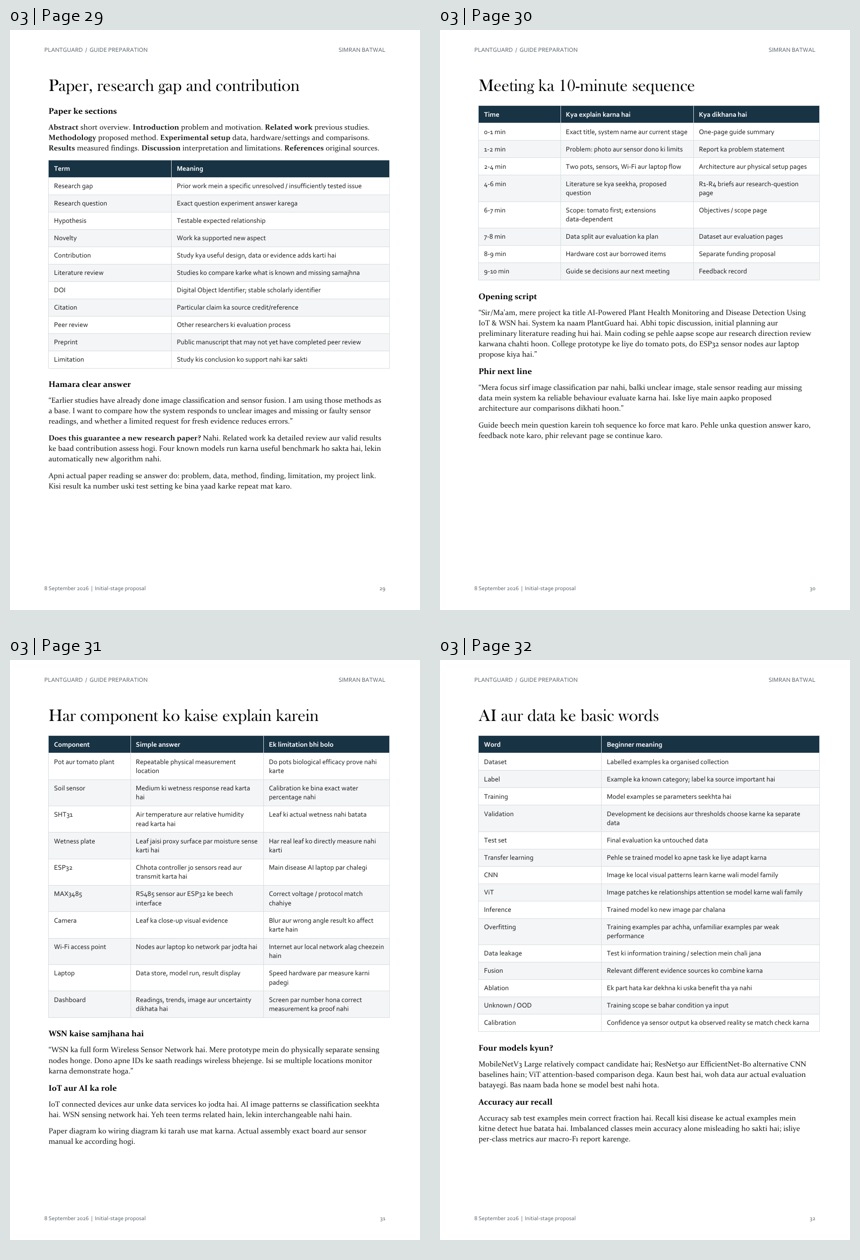 03 | Page 29
PLANTGUARD / GUIDE PREPARATION
SIMRAN BATWAL
Paper, research gap and contribution
Paper ke sections
Abstract short overview. Introduction problem and motivation. Related work previous studies.
Methodology proposed method. Experimental setup data, hardware/settings and comparisons.
Results measured findings. Discussion interpretation and limitations. References original sources.
Term Meaning
Research gap Prior work mein a specific unresolved / insufficiently tested issue
Research question Exact question experiment answer karega
Hypothesis Testable expected relationship
Novelty Work ka supported new aspect
Contribution Study kya useful design, data or evidence adds karti hai
Literature review Studies ko compare karke what is known and missing samajhna
DOI Digital Object Identifier; stable scholarly identifier
Citation Particular claim ka source credit/reference
Peer review Other researchers ki evaluation process
Preprint Public manuscript that may not yet have completed peer review
Limitation Study kis conclusion ko support nahi kar sakti
Hamara clear answer
"Earlier studies have already done image classification and sensor fusion. I am using those methods as
a base. I want to compare how the system responds to unclear images and missing or faulty sensor
readings, and whether a limited request for fresh evidence reduces errors."
Does this guarantee a new research paper? Nahi. Related work ka detailed review aur valid results
ke baad contribution assess hogi. Four known models run karna useful benchmark ho sakta hai, lekin
automatically new algorithm nahi.
Apni actual paper reading se answer do: problem, data, method, finding, limitation, my project link.
Kisi result ka number uski test setting ke bina yaad karke repeat mat karo.
8 September 2026 | Initial-stage proposal
29
03 | Page 30
PLANTGUARD / GUIDE PREPARATION
SIMRAN BATWAL
Meeting ka 10-minute sequence
Time Kya explain karna hai Kya dikhana hai
0-1 min Exact title, system name aur current stage One-page guide summary
1-2 min Problem: photo aur sensor dono ki limits Report ka problem statement
2-4 min Two pots, sensors, Wi-Fi aur laptop flow Architecture aur physical setup pages
4-6 min Literature se kya seekha, proposed question R1-R4 briefs aur research-question page
6-7 min Scope: tomato first; extensions data-dependent Objectives / scope page
7-8 min Data split aur evaluation ka plan Dataset aur evaluation pages
8-9 min Hardware cost aur borrowed items Separate funding proposal
9-10 min Guide se decisions aur next meeting Feedback record
Opening script
"Sir/Ma'am, mere project ka title AI-Powered Plant Health Monitoring and Disease Detection Using
IoT & WSN hai. System ka naam PlantGuard hai. Abhi topic discussion, initial planning aur
preliminary literature reading hui hai. Main coding se pehle aapse scope aur research direction review
karwana chahti hoon. College prototype ke liye do tomato pots, do ESP32 sensor nodes aur laptop
propose kiya hai."
Phir next line
"Mera focus sirf image classification par nahi, balki unclear image, stale sensor reading aur missing
data mein system ka reliable behaviour evaluate karna hai. Iske liye main aapko proposed
architecture aur comparisons dikhati hoon."
Guide beech mein question karein toh sequence ko force mat karo. Pehle unka question answer karo,
feedback note karo, phir relevant page se continue karo.
8 September 2026 | Initial-stage proposal
30
03 | Page 31
PLANTGUARD / GUIDE PREPARATION
SIMRAN BATWAL
Har component ko kaise explain karein
Component Simple answer Ek limitation bhi bolo
Pot aur tomato plant Repeatable physical measurement location Do pots biological efficacy prove nahi karte
Soil sensor Medium ki wetness response read karta hai Calibration ke bina exact water percentage nahi
SHT31 Air temperature aur relative humidity read karta hai Leaf ki actual wetness nahi batata
Wetness plate Leaf jaisi proxy surface par moisture sense karti hai Har real leaf ko directly measure nahi karti
ESP32 Chhota controller jo sensors read aur transmit karta hai Main disease AI laptop par chalegi
MAX3485 RS485 sensor aur ESP32 ke beech interface Correct voltage / protocol match chahiye
Camera Leaf ka close-up visual evidence Blur aur wrong angle result ko affect karte hain
Wi-Fi access point Nodes aur laptop ko network par jodta hai Internet aur local network alag cheezein hain
Laptop Data store, model run, result display Speed hardware par measure karni padegi
Dashboard Readings, trends, image aur uncertainty dikhata hai Screen par number hona correct measurement ka proof nahi
WSN kaise samjhana hai
"WSN ka full form Wireless Sensor Network hai. Mere prototype mein do physically separate sensing
nodes honge. Dono apne IDs ke saath readings wireless bhejenge. Isi se multiple locations monitor
karna demonstrate hoga."
IoT aur AI ka role
IoT connected devices aur unke data services ko jodta hai. AI image patterns se classification seekhta
hai. WSN sensing network hai. Yeh teen terms related hain, lekin interchangeable nahi hain.
Paper diagram ko wiring diagram ki tarah use mat karna. Actual assembly exact board aur sensor
manual ke according hogi.
8 September 2026 | Initial-stage proposal
31
03 | Page 32
PLANTGUARD / GUIDE PREPARATION
SIMRAN BATWAL
AI aur data ke basic words
Word Beginner meaning
Dataset Labelled examples ka organised collection
Label Example ka known category; label ka source important hai
Training Model examples se parameters seekhta hai
Validation Development ke decisions aur thresholds choose karne ka separate data
Test set Final evaluation ka untouched data
Transfer learning Pehle se trained model ko apne task ke liye adapt karna
CNN Image ke local visual patterns learn karne wali model family
ViT Image patches ke relationships attention se model karne wali family
Inference Trained model ko new image par chalana
Overfitting Training examples par achha, unfamiliar examples par weak performance
Data leakage Test ki information training / selection mein chali jana
Fusion Relevant different evidence sources ko combine karna
Ablation Ek part hata kar dekhna ki uska benefit tha ya nahi
Unknown / OOD Training scope se bahar condition ya input
Calibration Confidence ya sensor output ka observed reality se match check karna
Four models kyun?
MobileNetV3 Large relatively compact candidate hai; ResNet50 aur EfficientNet-B0 alternative CNN
baselines hain; ViT attention-based comparison dega. Kaun best hai, woh data aur actual evaluation
batayegi. Bas naam bada hone se model best nahi hota.
Accuracy aur recall
Accuracy sab test examples mein correct fraction hai. Recall kisi disease ke actual examples mein
kitne detect hue batata hai. Imbalanced classes mein accuracy alone misleading ho sakti hai; isliye
per-class metrics aur macro-F1 report karenge.
8 September 2026 | Initial-stage proposal
32